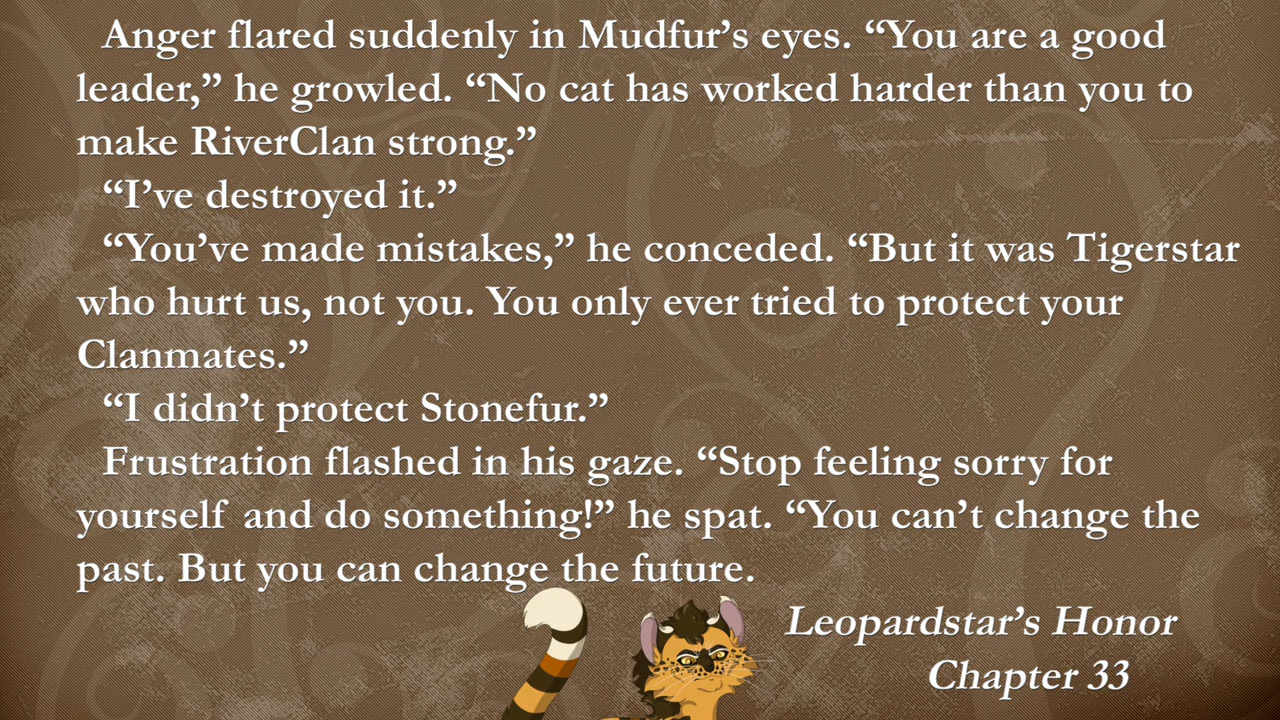 Anger flared suddenly in Mudfur’s eyes. “You are a good
leader,” he growled. “No cat has worked harder than you to
make RiverClan strong.”
“I’ve destroyed it.”
“You’ve made mistakes,” he conceded. “But it was Tigerstar
who hurt us, not you. You only ever tried to protect your
Clanmates.”
“I didn’t protect Stonefur.”
Frustration flashed in his gaze. “Stop feeling sorry for
yourself and do something!” he spat. “You can’t change the
past. But you can change the future.
Leopardstar’s Honor
Chapter 33